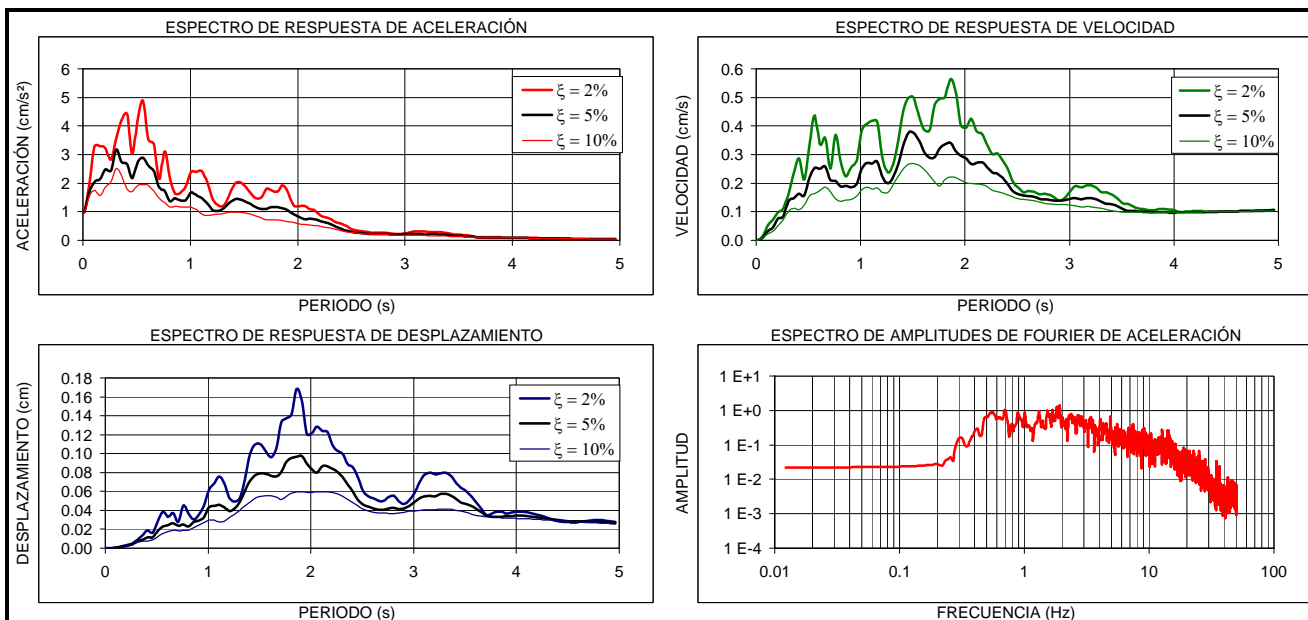 ESPECTRO DE RESPUESTA DE ACELERACIÓN
ACELERACIÓN (cm/s²)
6
5
4
3
2
1
0
0 1 2 3 4 5
PERIODO (s)
ξ = 2%
ξ = 5%
ξ = 10%
ESPECTRO DE RESPUESTA DE VELOCIDAD
VELOCIDAD (cm/s)
0.6
0.5
0.4
0.3
0.2
0.1
0.0
0 1 2 3 4 5
PERIODO (s)
ξ = 2%
ξ = 5%
ξ = 10%
ESPECTRO DE RESPUESTA DE DESPLAZAMIENTO
DESPLAZAMIENTO (cm)
0.18
0.16
0.14
0.12
0.10
0.08
0.06
0.04
0.02
0.00
0 1 2 3 4 5
PERIODO (s)
ξ = 2%
ξ = 5%
ξ = 10%
ESPECTRO DE AMPLITUDES DE FOURIER DE ACELERACIÓN
AMPLITUD
1 E+1
1 E+0
1 E-1
1 E-2
1 E-3
1 E-4
0.01 0.1 1 10 100
FRECUENCIA (Hz)